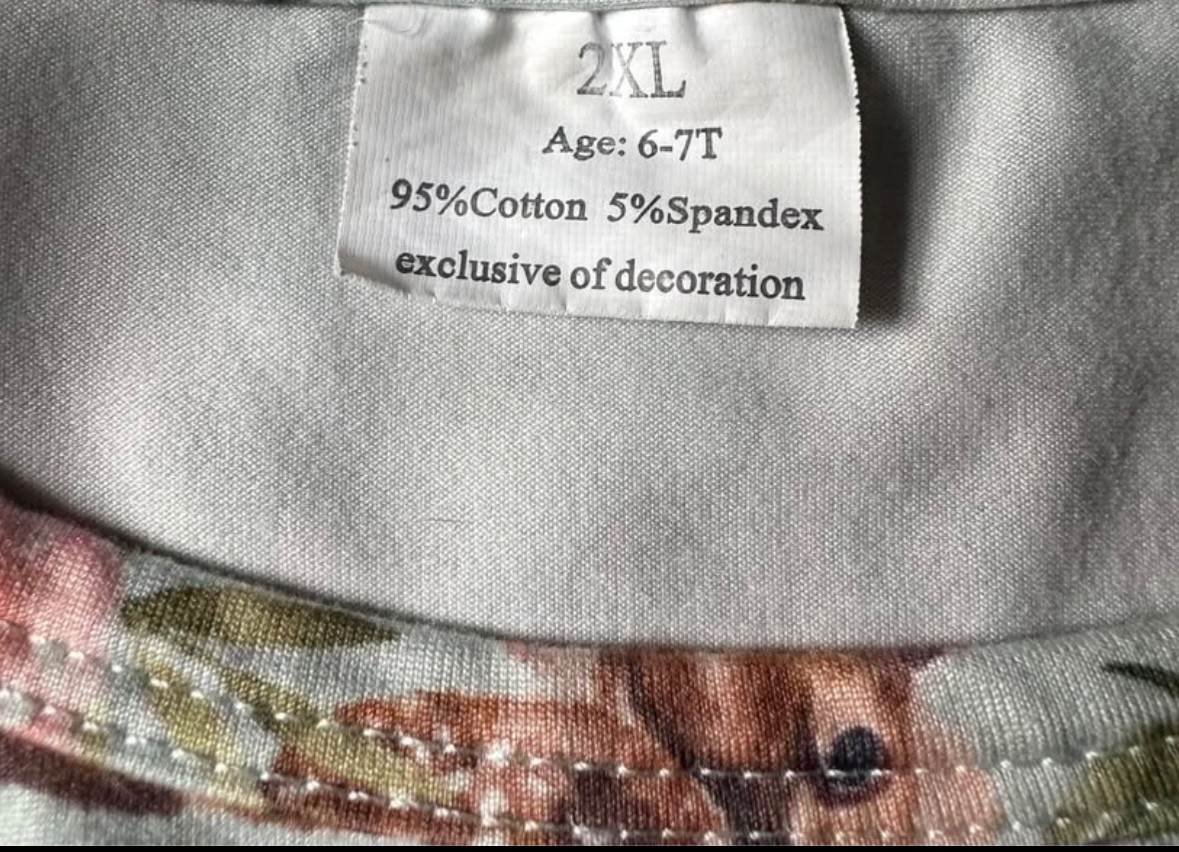 2XL
Age: 6-7T
95%Cotton 5%Spandex
exclusive of decoration